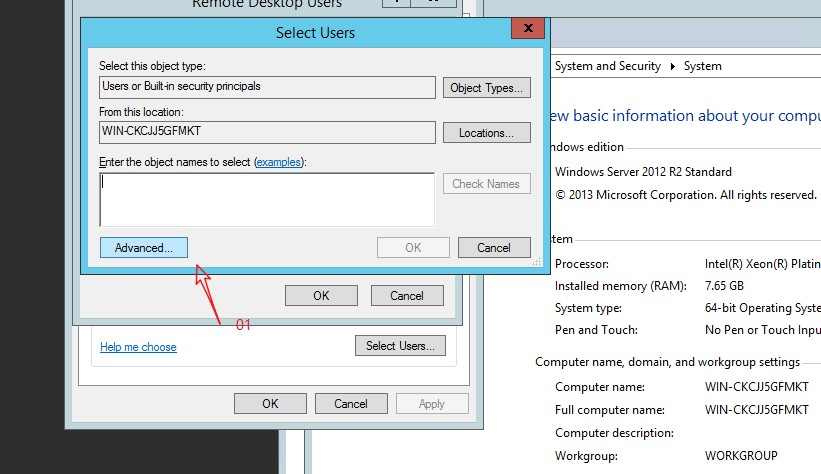 Remote Desktop Users
Select Users
x
Select this object type:
Users or Built-in security principals
Object Types...
From this location:
WIN-CKCJJ5GFMKT
Locations...
Enter the object names to select (examples):
Check Names
Advanced...
OK
Cancel
01
OK
Cancel
Help me choose
Select Users...
OK
Cancel
Apply
System and Security
System
ew basic information about your compu
ndows edition
Windows Server 2012 R2 Standard
© 2013 Microsoft Corporation. All rights reserved.
stem
Processor:
Intel(R) Xeon(R) Platin
Installed memory (RAM):
7.65 GB
System type:
64-bit Operating Syste
Pen and Touch:
No Pen or Touch Inpu
Computer name, domain, and workgroup settings
Computer name:
WIN-CKCJJ5GFMKT
Full computer name:
WIN-CKCJJ5GFMKT
Computer description:
Workgroup:
WORKGROUP